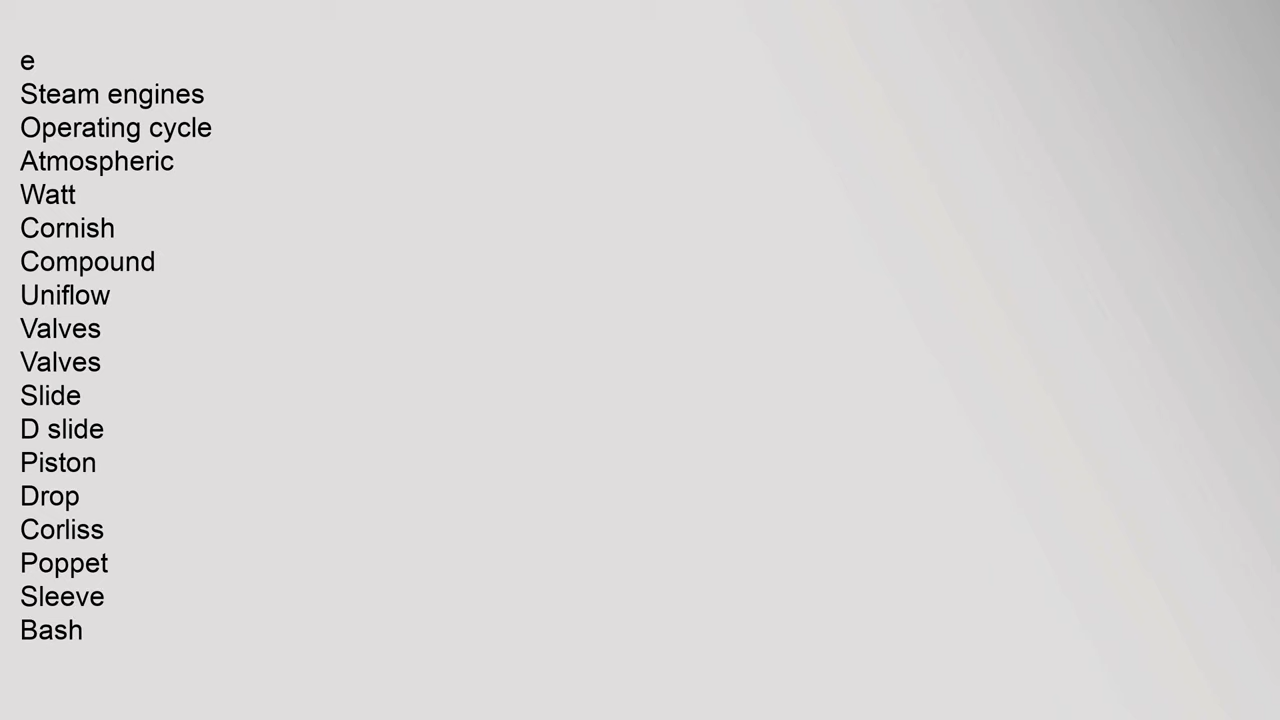 e
Steam engines
Operating cycle
Atmospheric
Watt
Cornish
Compound
Uniflow
Valves
Valves
Slide
D slide
Piston
Drop
Corliss
Poppet
Sleeve
Bash